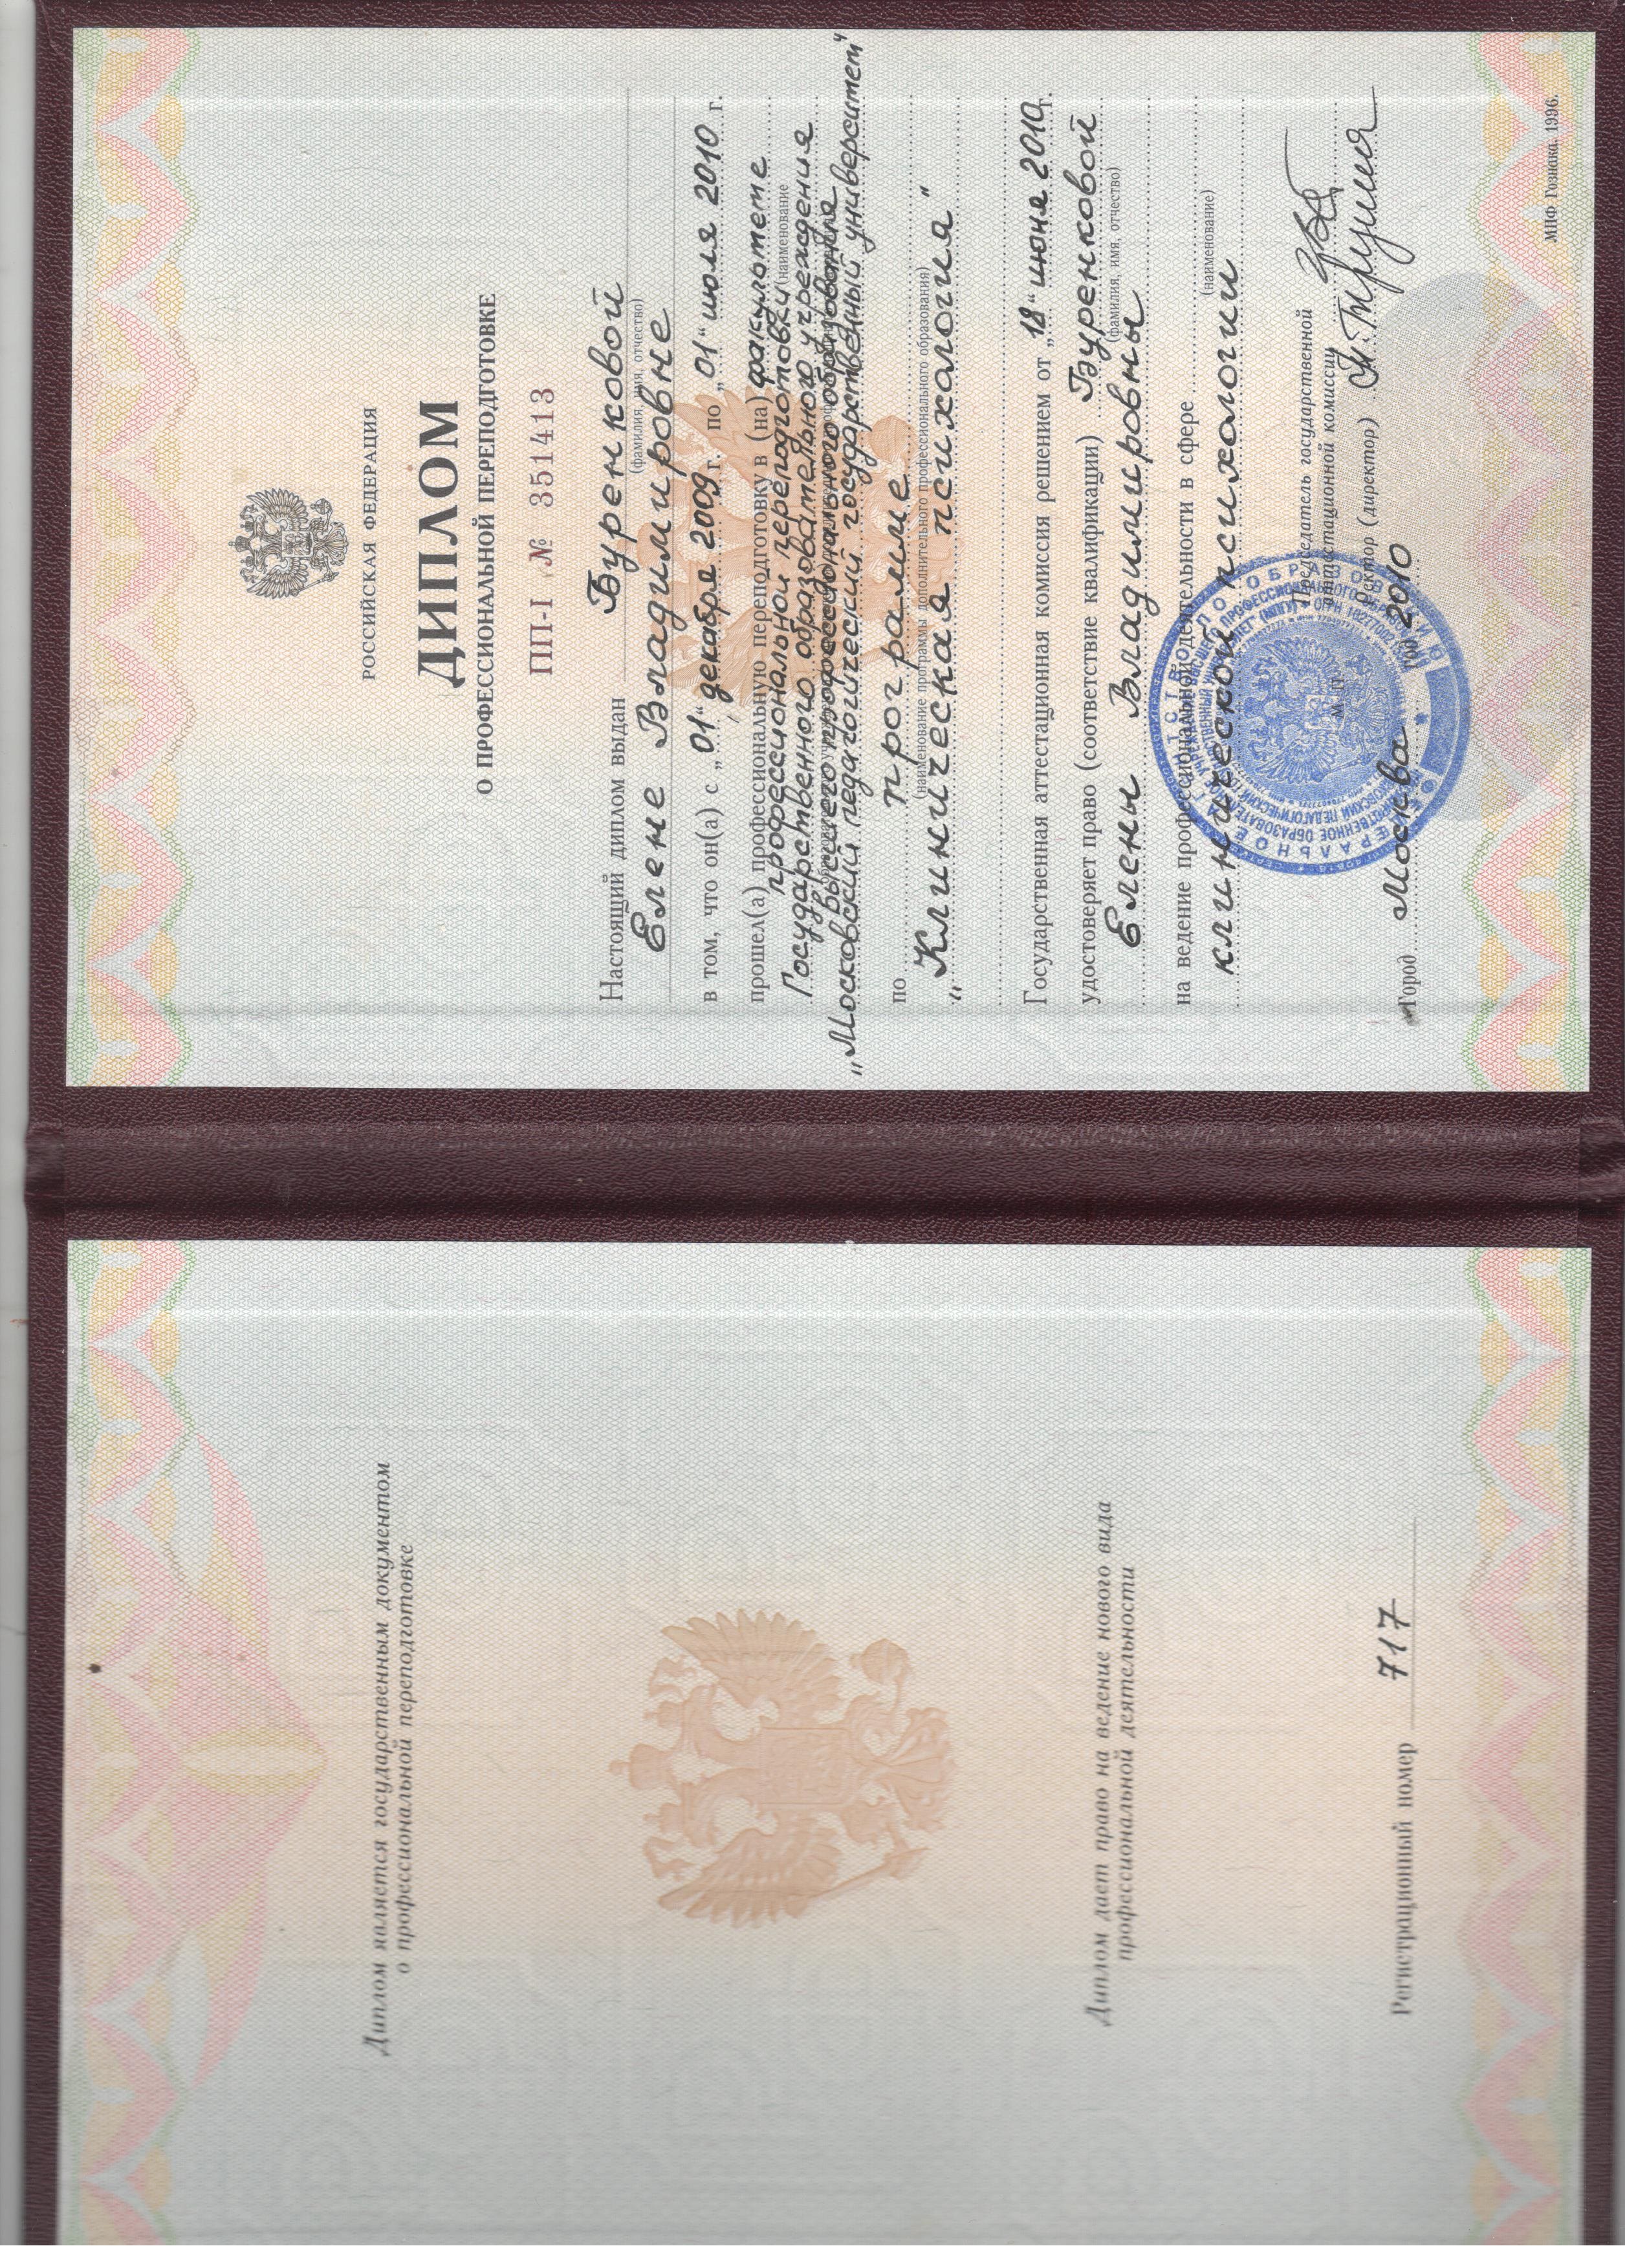 Диплом является государственным документом
о профессиональной переподготовке
Диплом дает право на ведение нового вида
профессиональной деятельности
Регистрационный номер 717
РОССИЙСКАЯ ФЕДЕРАЦИЯ
ДИПЛОМ
О ПРОФЕССИОНАЛЬНОЙ ПЕРЕПОДГОТОВКЕ
ПП-I № 351413
Настоящий диплом выдан Буренковой
(фамилия, имя, отчество)
Елене Владимировне
в том, что он(а) с „01“ декабря 2009 г. по „01“ июля 2010 г.
прошел(а) профессиональную переподготовку в (на) факультете
(наименование
профессиональной переподготовки
Государственного образовательного учреждения
высшего профессионального образования
„Московский педагогический государственный университет“
по программе
(наименование программы дополнительного профессионального образования)
„Клиническая психология“
Государственная аттестационная комиссия решением от „18“ июня 2010 г.
удостоверяет право (соответствие квалификации) Буренковой
(фамилия, имя, отчество)
Елены Владимировны
на ведение профессиональной деятельности в сфере
(наименование)
клинической психологии
Председатель государственной
аттестационной комиссии
Ректор (директор)
М. П.
Город Москва год 2010
МПФ Гознака. 1996.